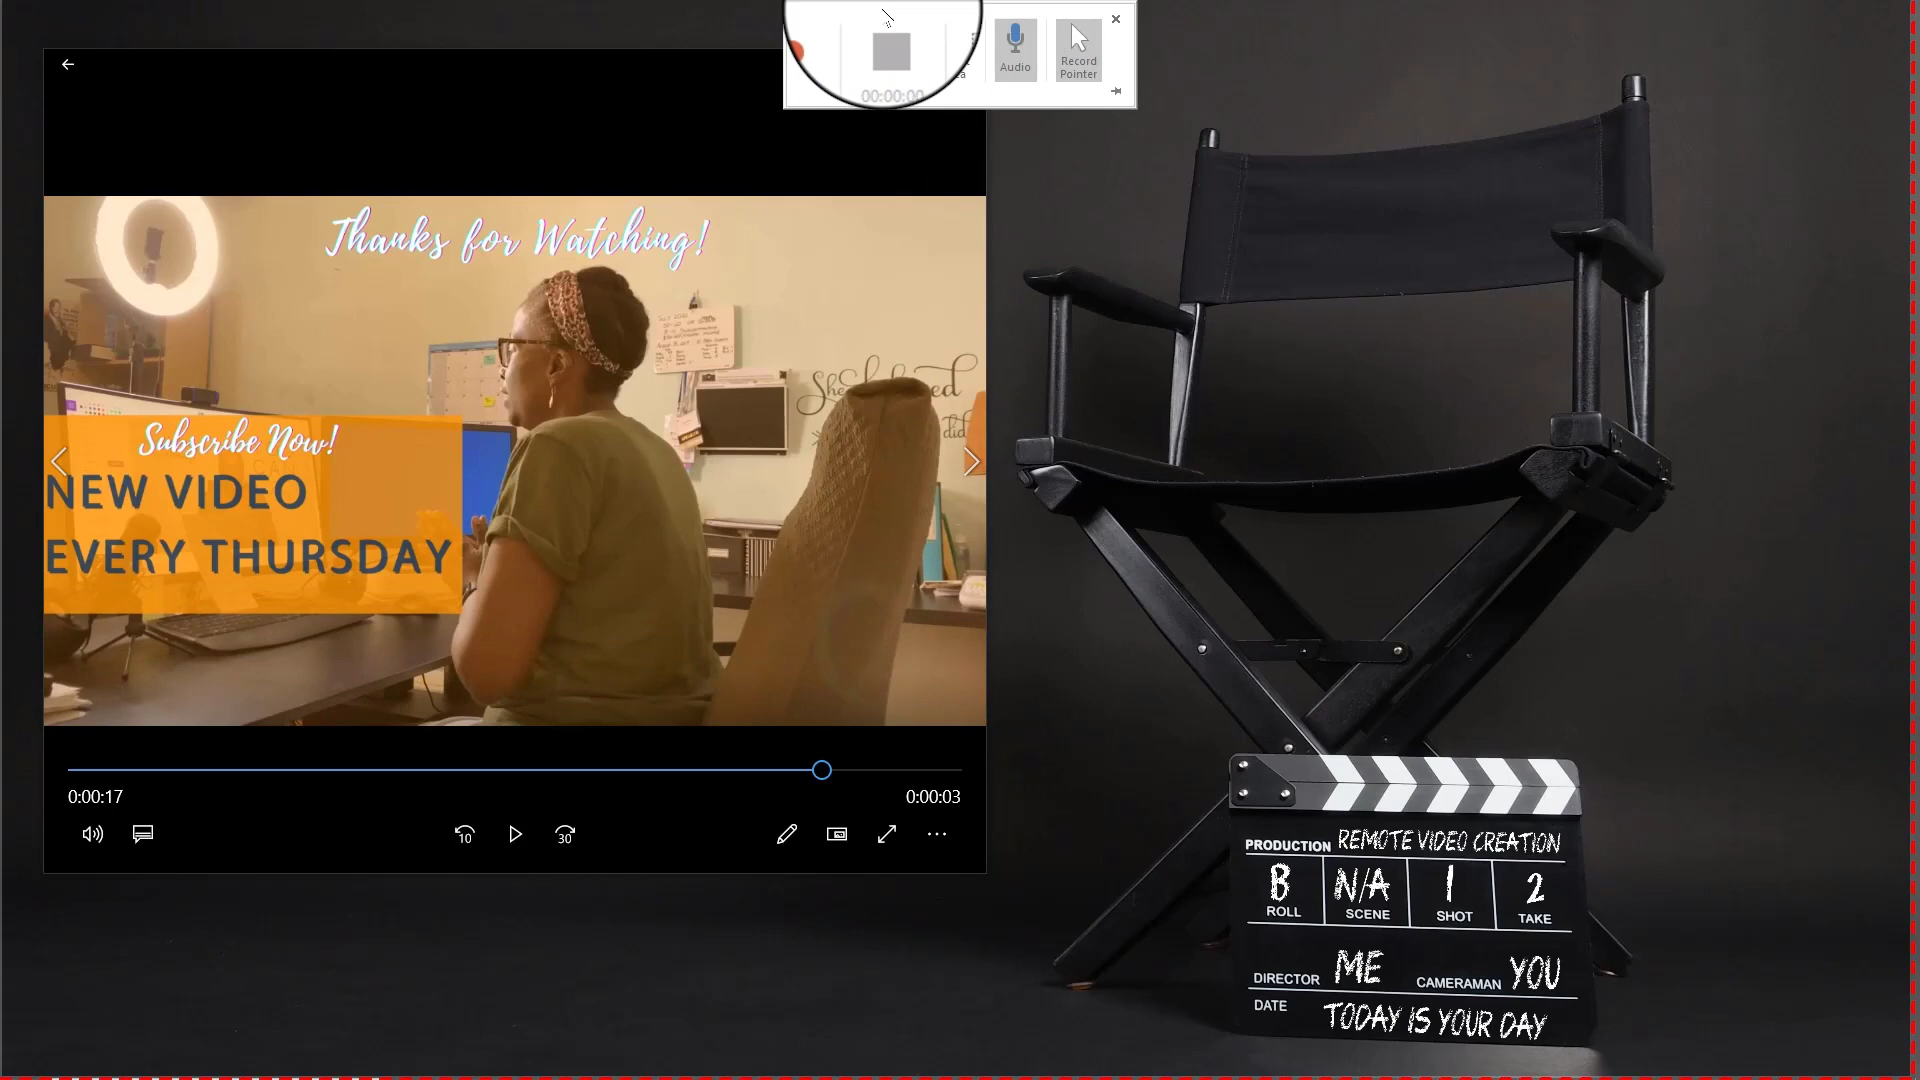 00:00:00
Audio
Record
Pointer
Thanks for Watching!
She
did
Subscribe Now!
NEW VIDEO
EVERY THURSDAY
0:00:17
0:00:03
10
30
PRODUCTION REMOTE VIDEO CREATION
B N/A 1 2
ROLL SCENE SHOT TAKE
DIRECTOR ME CAMERAMAN YOU
DATE TODAY IS YOUR DAY